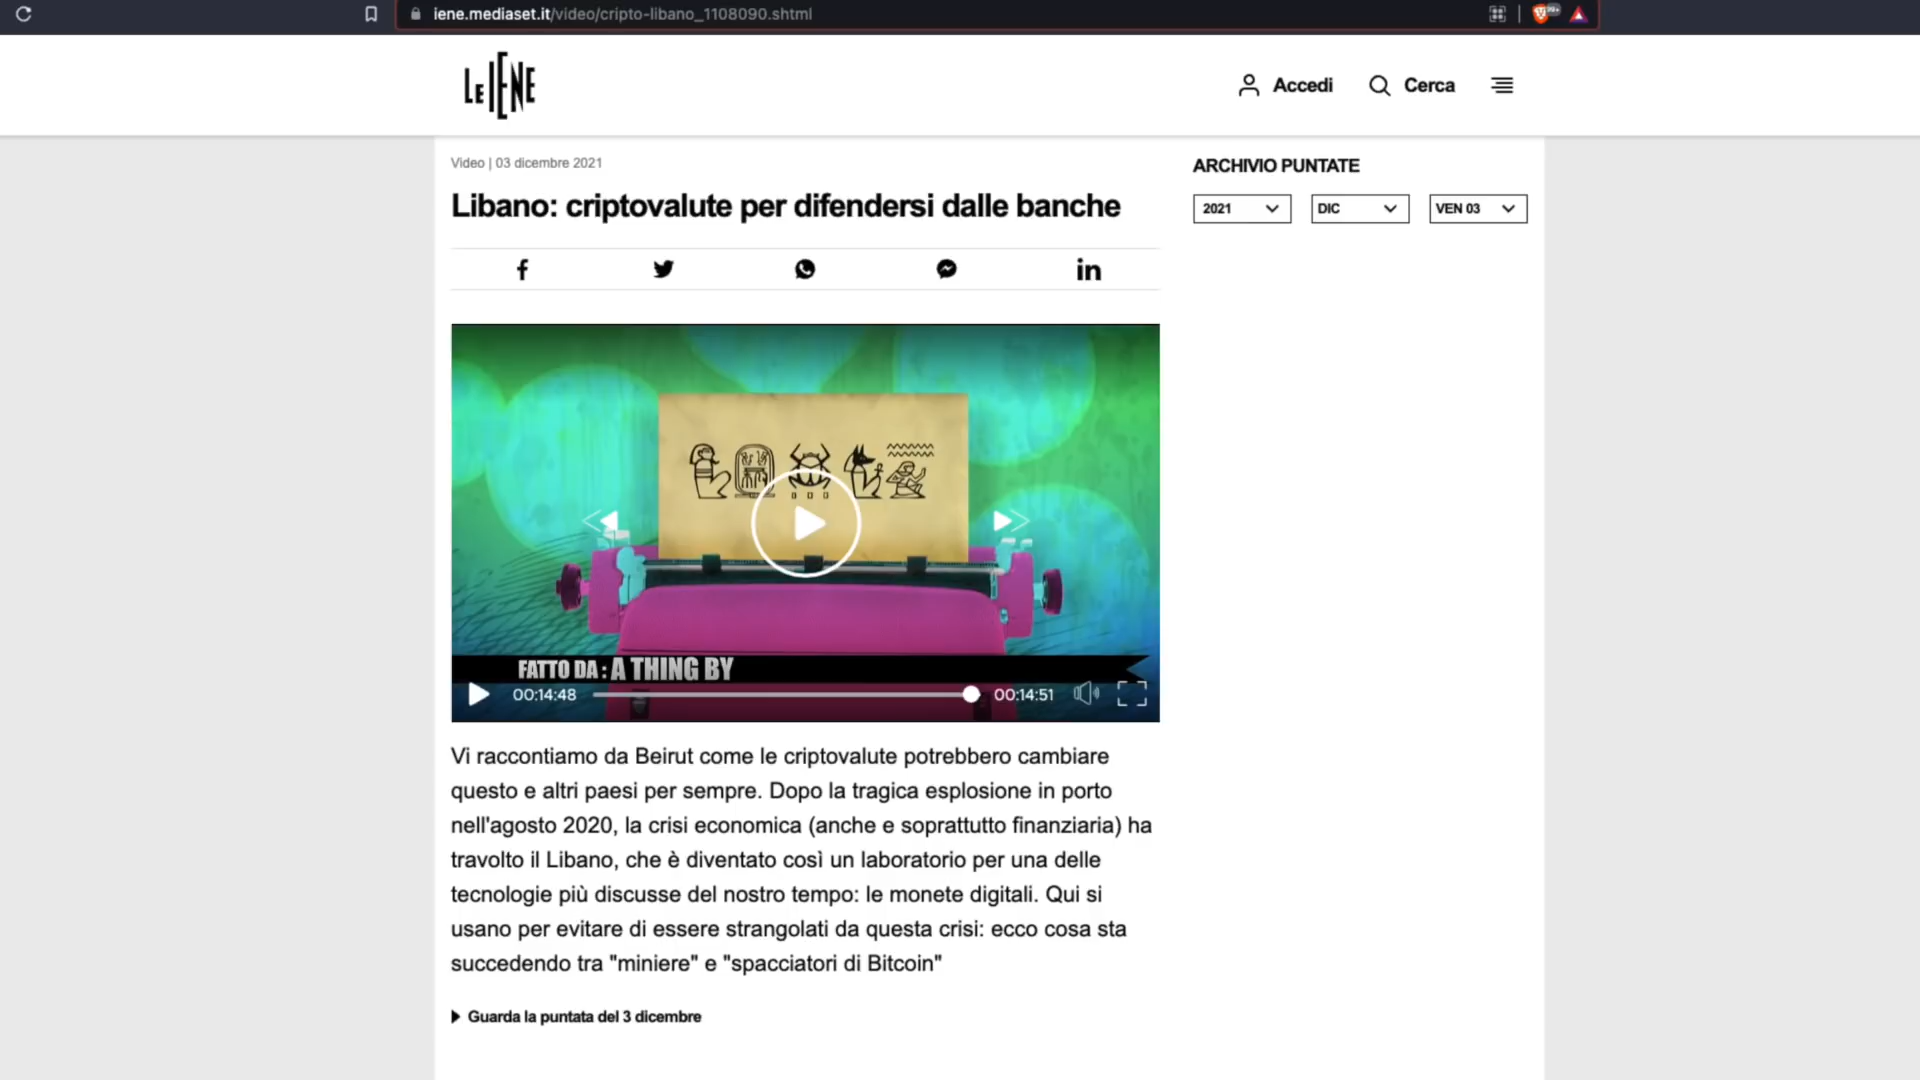 iene.mediaset.it/video/cripto-libano_1108090.shtml
LE IENE
Accedi
Cerca
Video | 03 dicembre 2021
Libano: criptovalute per difendersi dalle banche
ARCHIVIO PUNTATE
2021
DIC
VEN 03
FATTO DA : A THING BY
00:14:48
00:14:51
Vi raccontiamo da Beirut come le criptovalute potrebbero cambiare
questo e altri paesi per sempre. Dopo la tragica esplosione in porto
nell'agosto 2020, la crisi economica (anche e soprattutto finanziaria) ha
travolto il Libano, che è diventato così un laboratorio per una delle
tecnologie più discusse del nostro tempo: le monete digitali. Qui si
usano per evitare di essere strangolati da questa crisi: ecco cosa sta
succedendo tra "miniere" e "spacciatori di Bitcoin"
Guarda la puntata del 3 dicembre